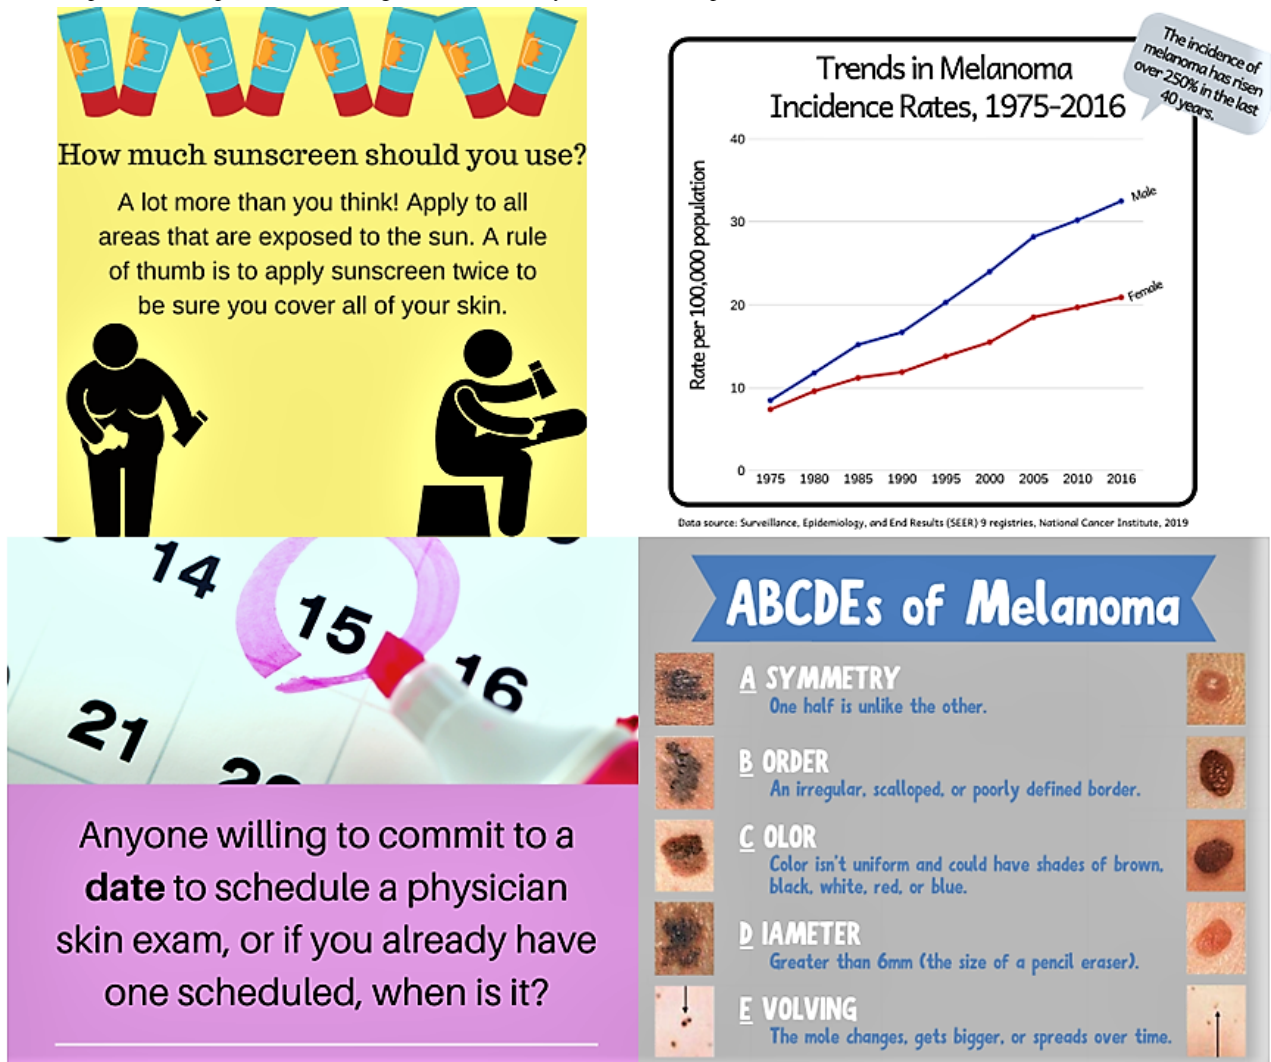 How much sunscreen should you use?
A lot more than you think! Apply to all
areas that are exposed to the sun. A rule
of thumb is to apply sunscreen twice to
be sure you cover all of your skin.
The incidence of
melanoma has risen
over 250% in the last
40 years.
Trends in Melanoma
Incidence Rates, 1975-2016
Rate per 100,000 population
40
30
20
10
0
Male
Female
1975 1980 1985 1990 1995 2000 2005 2010 2016
Data source: Surveillance, Epidemiology, and End Results (SEER) 9 registries, National Cancer Institute, 2019
14
15
16
21
Anyone willing to commit to a
date to schedule a physician
skin exam, or if you already have
one scheduled, when is it?
ABCDEs of Melanoma
A SYMMETRY
One half is unlike the other.
B ORDER
An irregular, scalloped, or poorly defined border.
C OLOR
Color isn't uniform and could have shades of brown,
black, white, red, or blue.
D IAMETER
Greater than 6mm (the size of a pencil eraser).
E VOLVING
The mole changes, gets bigger, or spreads over time.